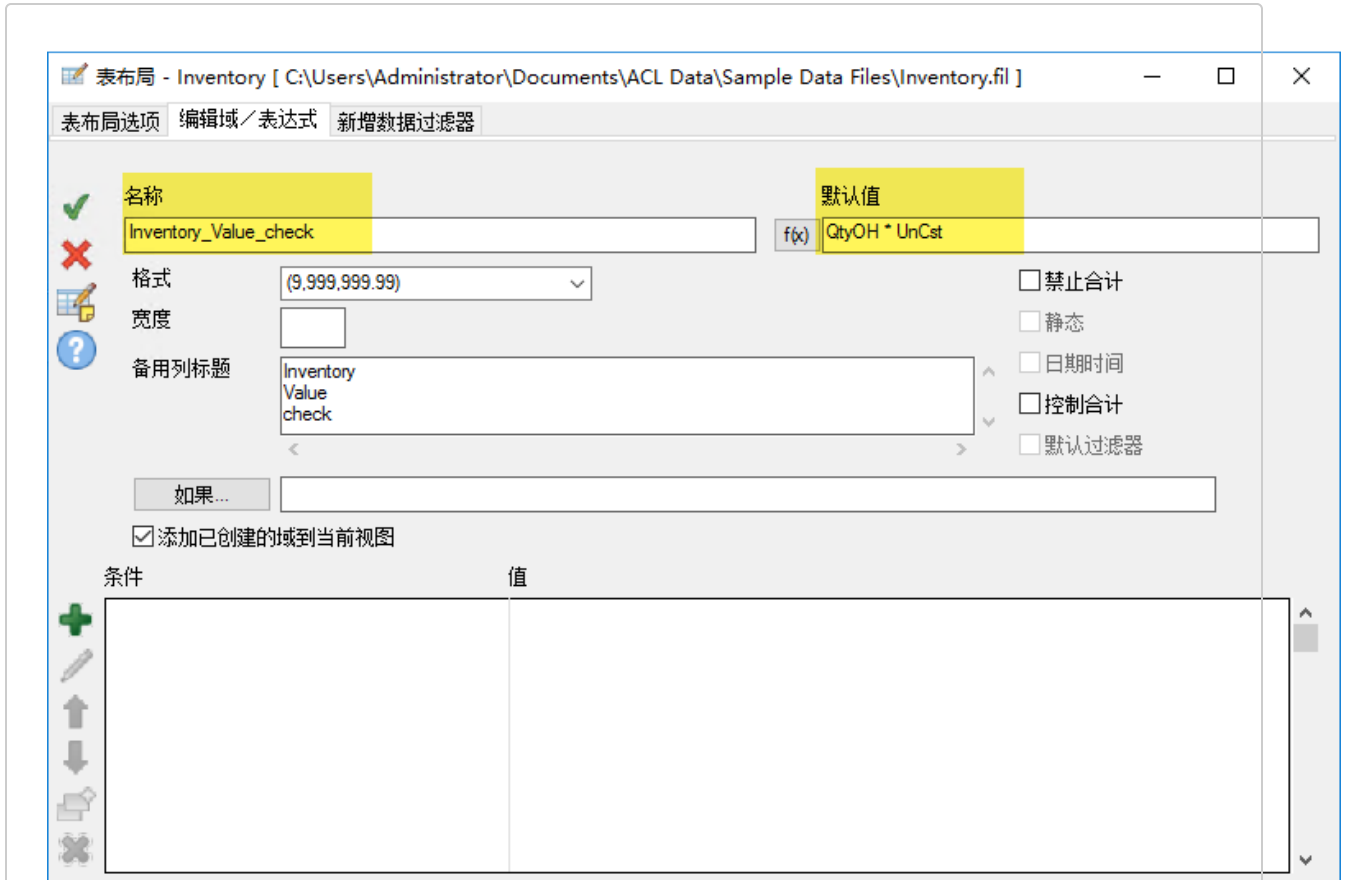 表布局 - Inventory [ C:\Users\Administrator\Documents\ACL Data\Sample Data Files\Inventory.fil ]
表布局选项 编辑域／表达式 新增数据过滤器
名称 默认值
Inventory_Value_check f(x) QtyOH * UnCst
格式 (9,999,999.99) 禁止合计
宽度 静态
备用列标题 Inventory 日期时间
Value
check 控制合计
默认过滤器
如果...
添加已创建的域到当前视图
条件 值